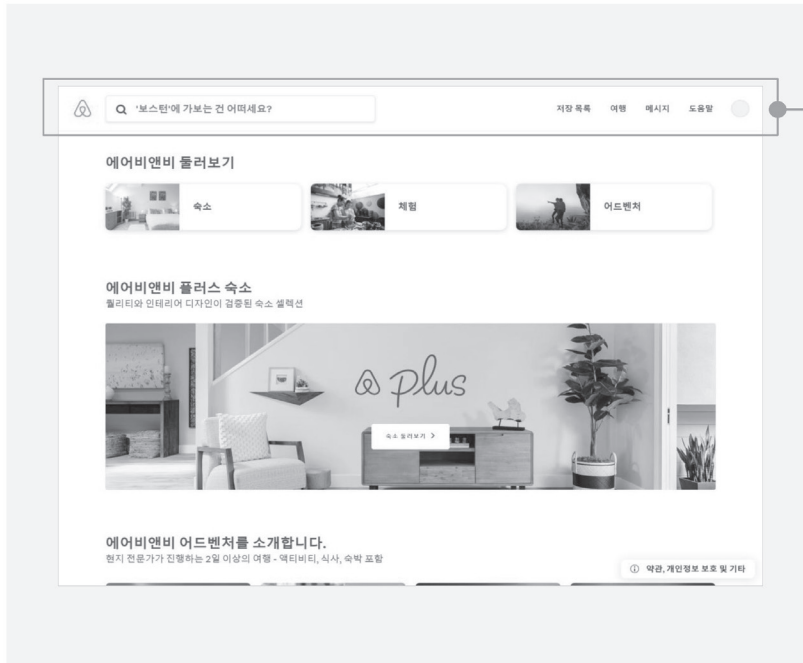 '보스턴'에 가보는 건 어떠세요?
저장 목록 여행 메시지 도움말
에어비앤비 둘러보기
숙소 체험 어드벤처
에어비앤비 플러스 숙소
퀄리티와 인테리어 디자인이 검증된 숙소 셀렉션
plus
숙소 둘러보기 >
에어비앤비 어드벤처를 소개합니다.
현지 전문가가 진행하는 2일 이상의 여행 - 액티비티, 식사, 숙박 포함
약관, 개인정보 보호 및 기타